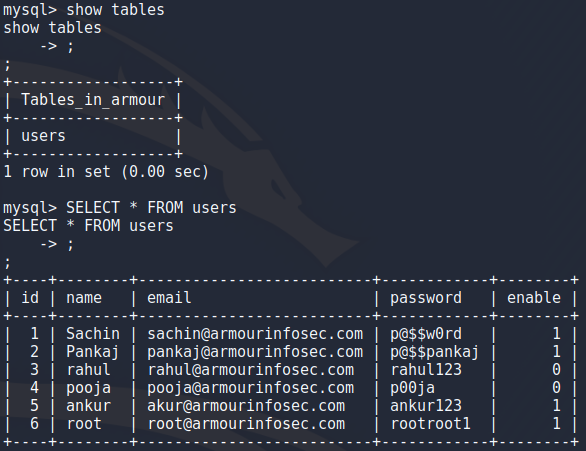 mysql> show tables
show tables
    -> ;
;
+------------------+
| Tables_in_armour |
+------------------+
| users            |
+------------------+
1 row in set (0.00 sec)

mysql> SELECT * FROM users
SELECT * FROM users
    -> ;
;
+----+--------+--------------------------+------------+--------+
| id | name   | email                    | password   | enable |
+----+--------+--------------------------+------------+--------+
|  1 | Sachin | sachin@armourinfosec.com | p@$$w0rd   |      1 |
|  2 | Pankaj | pankaj@armourinfosec.com | p@$$pankaj |      1 |
|  3 | rahul  | rahul@armourinfosec.com  | rahul123   |      0 |
|  4 | pooja  | pooja@armourinfosec.com  | p00ja      |      0 |
|  5 | ankur  | akur@armourinfosec.com   | ankur123   |      1 |
|  6 | root   | root@armourinfosec.com   | rootroot1  |      1 |
+----+--------+--------------------------+------------+--------+